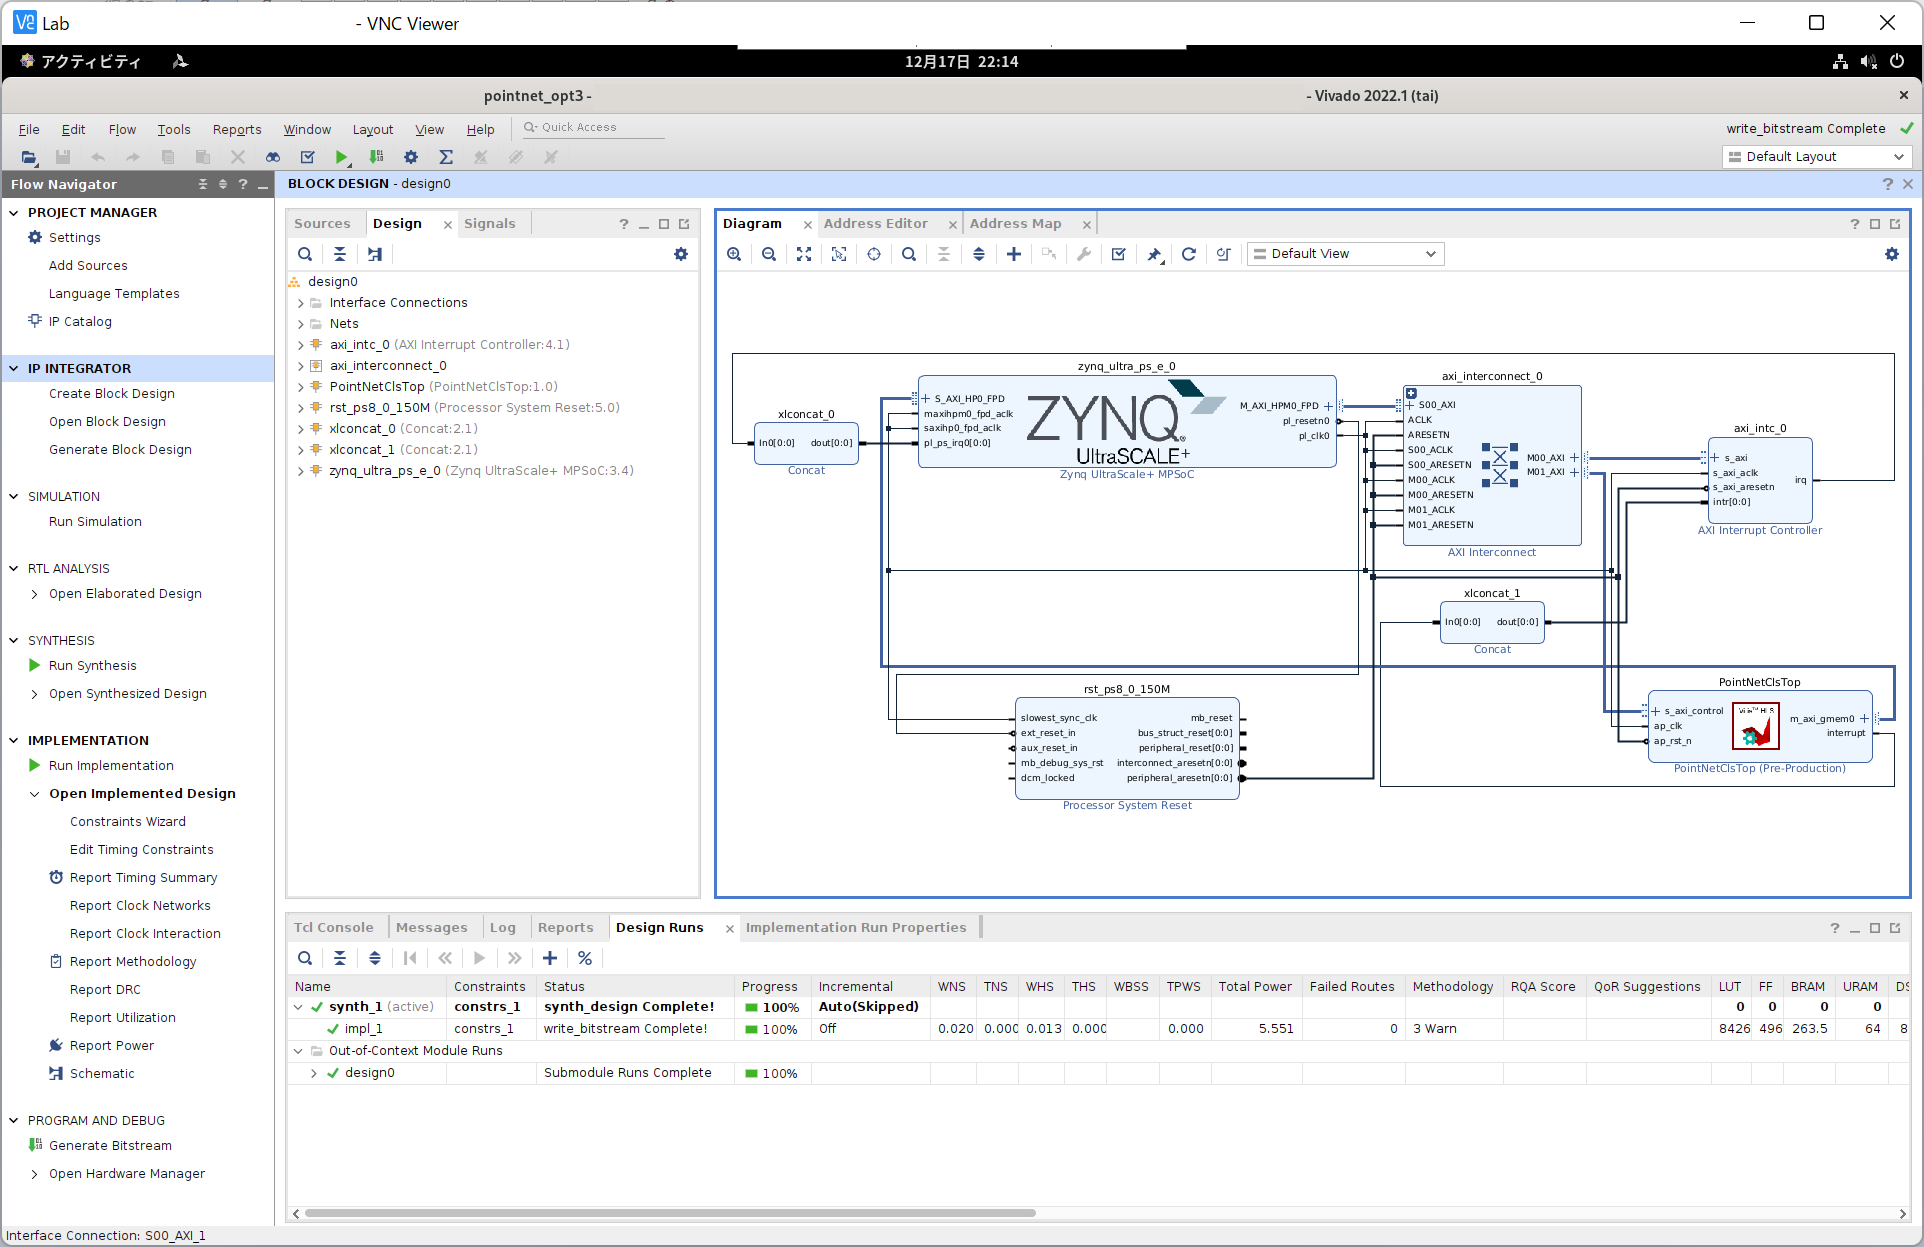 Lab - VNC Viewer
アクティビティ 12月17日 22:14
pointnet_opt3 - - Vivado 2022.1 (tai)
File Edit Flow Tools Reports Window Layout View Help Quick Access write_bitstream Complete
Default Layout
Flow Navigator
PROJECT MANAGER
Settings
Add Sources
Language Templates
IP Catalog
IP INTEGRATOR
Create Block Design
Open Block Design
Generate Block Design
SIMULATION
Run Simulation
RTL ANALYSIS
Open Elaborated Design
SYNTHESIS
Run Synthesis
Open Synthesized Design
IMPLEMENTATION
Run Implementation
Open Implemented Design
Constraints Wizard
Edit Timing Constraints
Report Timing Summary
Report Clock Networks
Report Clock Interaction
Report Methodology
Report DRC
Report Utilization
Report Power
Schematic
PROGRAM AND DEBUG
Generate Bitstream
Open Hardware Manager
BLOCK DESIGN - design0
Sources Design Signals
design0
Interface Connections
Nets
axi_intc_0 (AXI Interrupt Controller:4.1)
axi_interconnect_0
PointNetClsTop (PointNetClsTop:1.0)
rst_ps8_0_150M (Processor System Reset:5.0)
xlconcat_0 (Concat:2.1)
xlconcat_1 (Concat:2.1)
zynq_ultra_ps_e_0 (Zynq UltraScale+ MPSoC:3.4)
Diagram Address Editor Address Map
Default View
xlconcat_0
In0[0:0] dout[0:0]
Concat
zynq_ultra_ps_e_0
S_AXI_HP0_FPD
maxihpm0_fpd_aclk
saxihp0_fpd_aclk
pl_ps_irq0[0:0]
ZYNQ
UltraSCALE+
M_AXI_HPM0_FPD
pl_resetn0
pl_clk0
Zynq UltraScale+ MPSoC
axi_interconnect_0
S00_AXI
ACLK
ARESETN
S00_ACLK
S00_ARESETN
M00_ACLK
M00_ARESETN
M01_ACLK
M01_ARESETN
M00_AXI
M01_AXI
AXI Interconnect
axi_intc_0
s_axi
s_axi_aclk
s_axi_aresetn
intr[0:0]
irq
AXI Interrupt Controller
xlconcat_1
In0[0:0] dout[0:0]
Concat
rst_ps8_0_150M
slowest_sync_clk
ext_reset_in
aux_reset_in
mb_debug_sys_rst
dcm_locked
mb_reset
bus_struct_reset[0:0]
peripheral_reset[0:0]
interconnect_aresetn[0:0]
peripheral_aresetn[0:0]
Processor System Reset
PointNetClsTop
s_axi_control
ap_clk
ap_rst_n
m_axi_gmem0
interrupt
PointNetClsTop (Pre-Production)
Tcl Console Messages Log Reports Design Runs Implementation Run Properties
Name Constraints Status Progress Incremental WNS TNS WHS THS WBSS TPWS Total Power Failed Routes Methodology RQA Score QoR Suggestions LUT FF BRAM URAM DS
synth_1 (active) constrs_1 synth_design Complete! 100% Auto(Skipped) 0 0 0 0
impl_1 constrs_1 write_bitstream Complete! 100% Off 0.020 0.000 0.013 0.000 0.000 5.551 0 3 Warn 8426 496 263.5 64 8
Out-of-Context Module Runs
design0 Submodule Runs Complete 100%
Interface Connection: S00_AXI_1